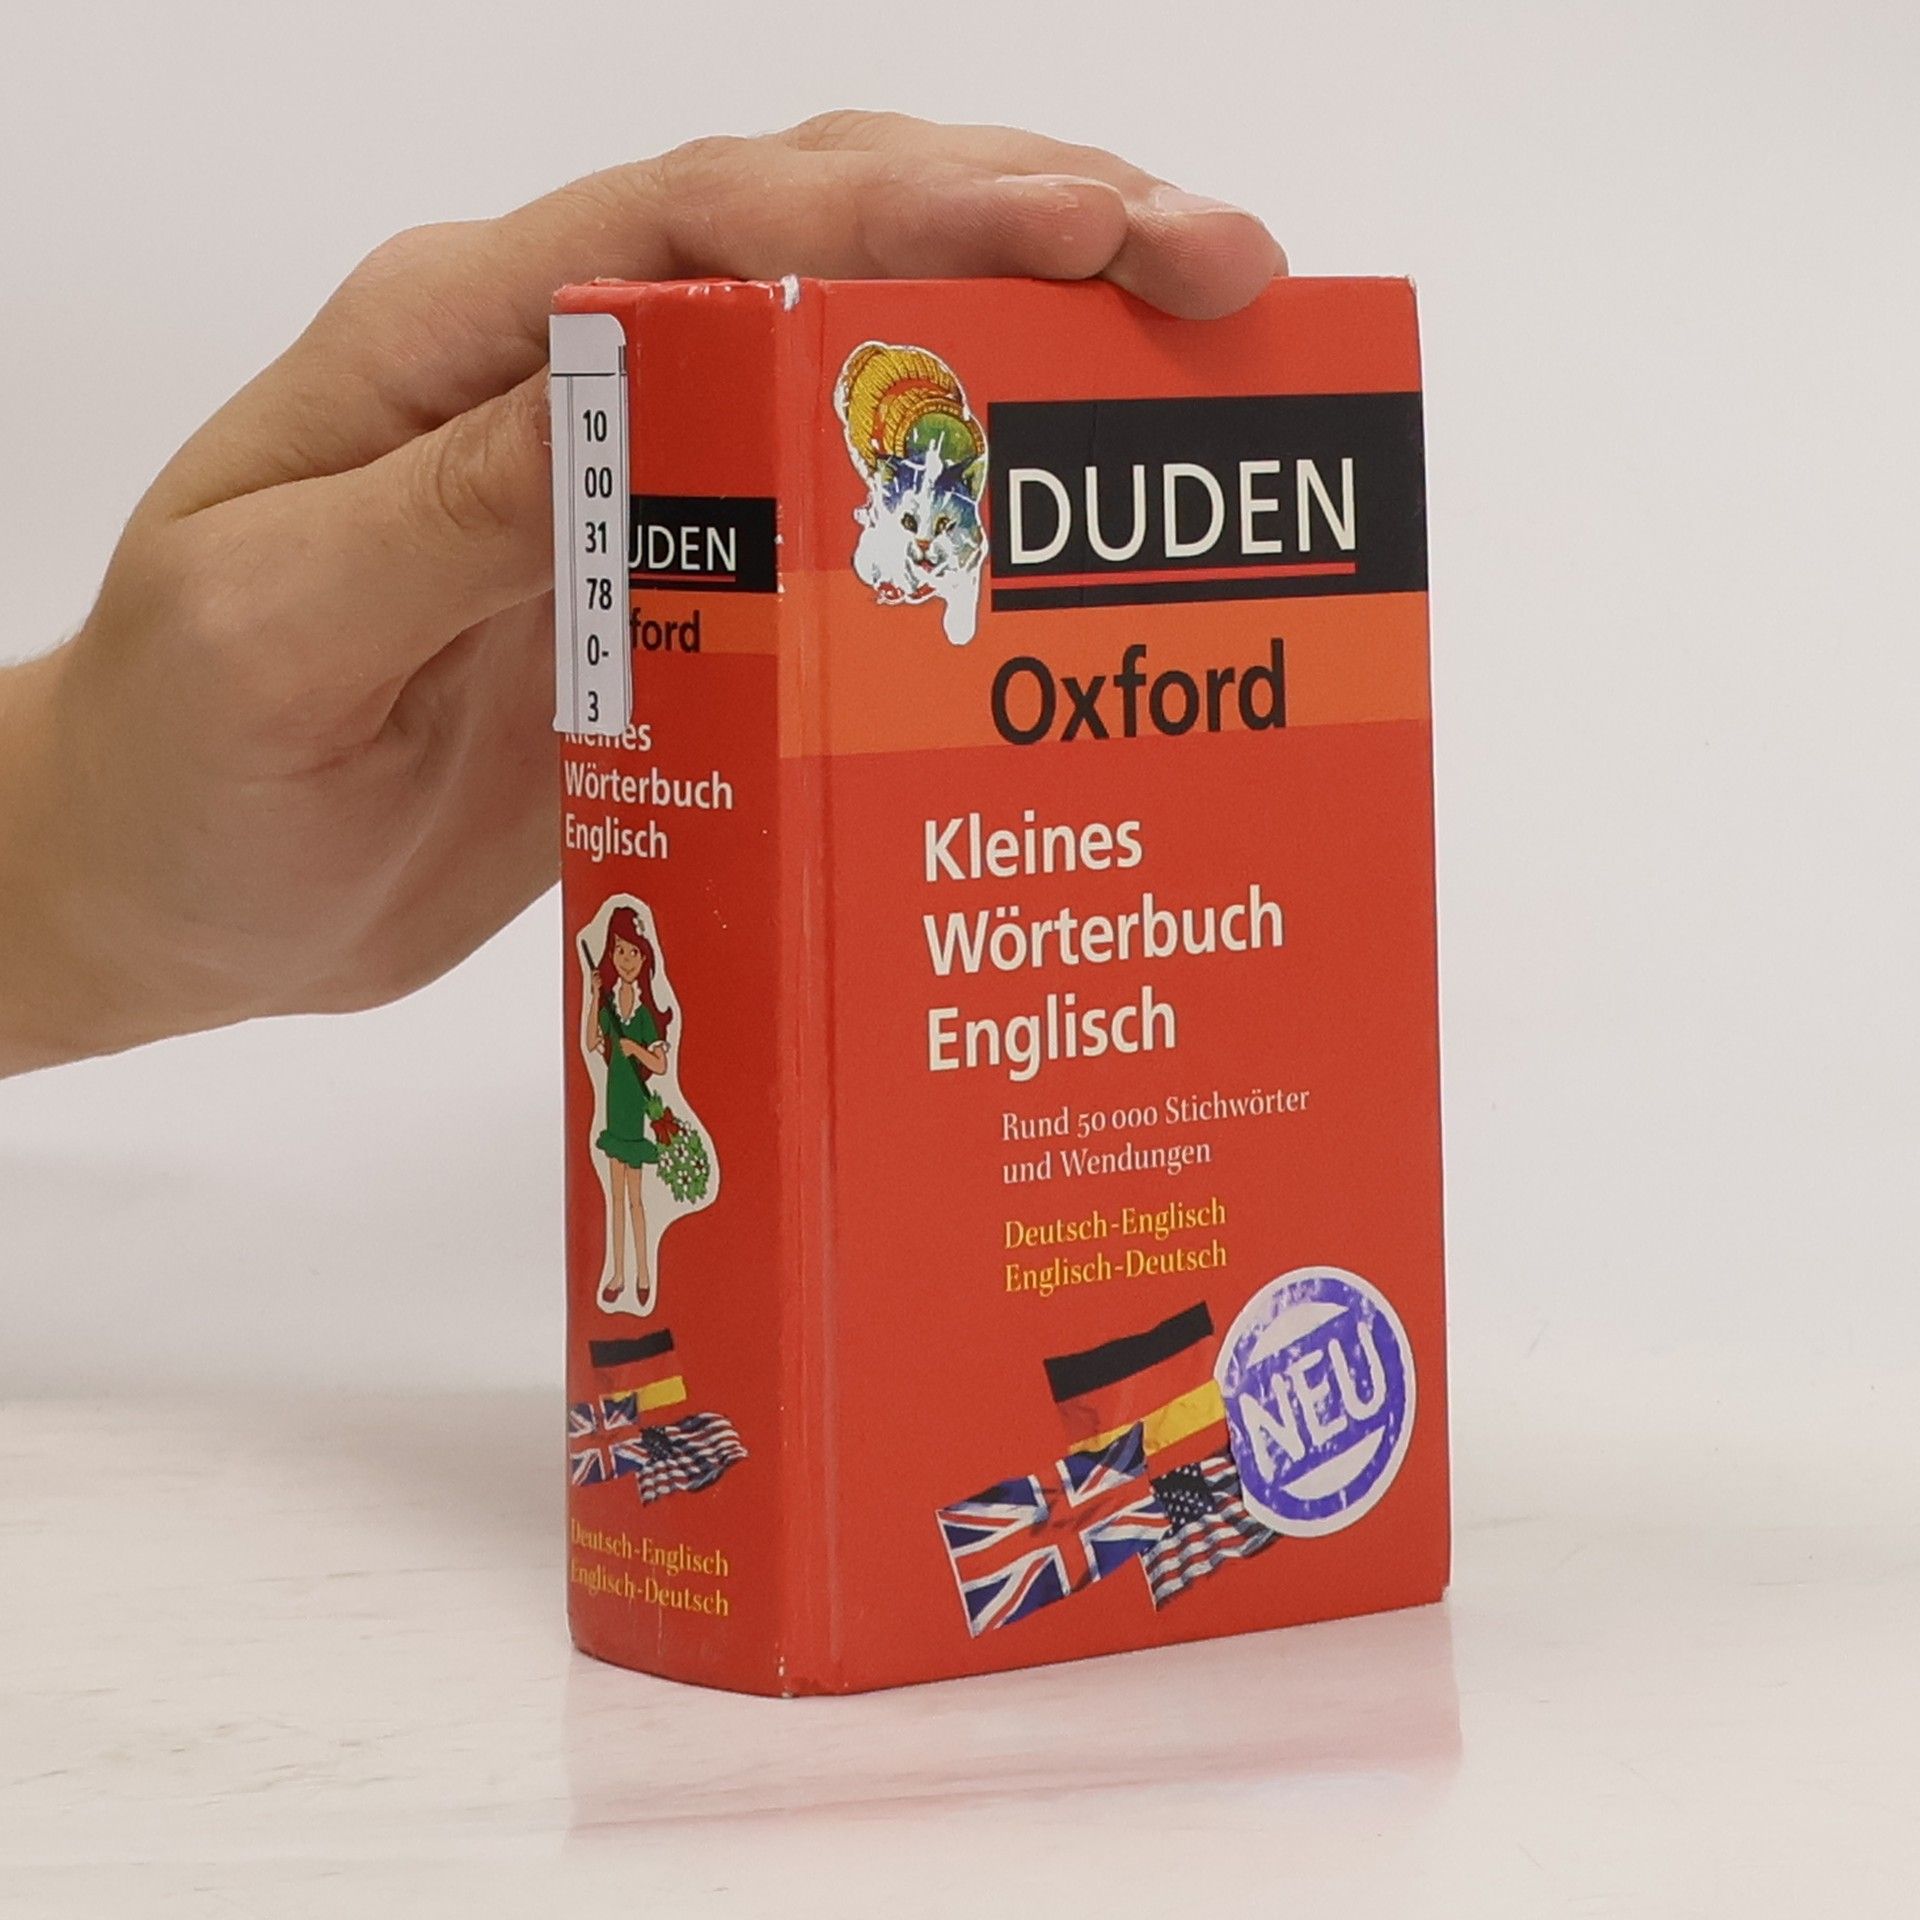 10
00
31
78
0-
3
UDEN
ford
Kleines
Wörterbuch
Englisch
Deutsch-Englisch
Englisch-Deutsch
DUDEN
Oxford
Kleines
Wörterbuch
Englisch
Rund 50 000 Stichwörter
und Wendungen
Deutsch-Englisch
Englisch-Deutsch
NEU